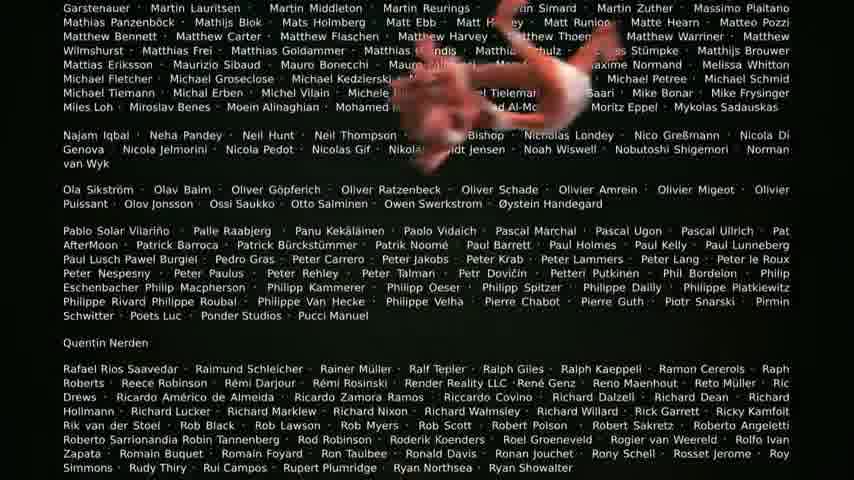 Garstenauer · Martin Lauritsen · Martin Middleton · Martin Reurings · Simard · Martin Zuther · Massimo Plaitano
Mathias Panzenböck · Mathijs Blok · Mats Holmberg · Matt Ebb · Matt · Matt Runion · Matte Hearn · Matteo Pozzi
Matthew Bennett · Matthew Carter · Matthew Flaschen · Matthew Harvey · Matthew · Matthew Warriner · Matthew
Wilmshurst · Matthias Frei · Matthias Goldammer · Matthias · Stümpke · Matthijs Brouwer
Mattias Eriksson · Maurizio Sibaud · Mauro Bonecchi · Maxime Normand · Melissa Whitton
Michael Fletcher · Michael Groseclose · Michael Kedzierski · Michael Petree · Michael Schmid
Michael Tiemann · Michal Erben · Michel Vilain · Michele · Mike Bonar · Mike Frysinger
Miles Loh · Miroslav Benes · Moein Alinaghian · Mohamed · Moritz Eppel · Mykolas Sadauskas
Najam Iqbal · Neha Pandey · Neil Hunt · Neil Thompson · Bishop · Nicholas Londey · Nico Greßmann · Nicola Di
Genova · Nicola Jelmorini · Nicola Pedot · Nicolas Gif · Jensen · Noah Wiswell · Nobutoshi Shigemori · Norman
van Wyk
Ola Sikström · Olav Balm · Oliver Göpferich · Oliver Ratzenbeck · Oliver Schade · Olivier Amrein · Olivier Migeot · Olivier
Puissant · Olov Jonsson · Ossi Saukko · Otto Salminen · Owen Swerkstrom · Øystein Handegard
Pablo Solar Vilariño · Palle Raabjerg · Panu Kekäläinen · Paolo Vidaich · Pascal Marchal · Pascal Ugon · Pascal Ullrich · Pat
AfterMoon · Patrick Barroca · Patrick Bürckstümmer · Patrik Noomé · Paul Barrett · Paul Holmes · Paul Kelly · Paul Lunneberg
Paul Lusch Pawel Burgiel · Pedro Gras · Peter Carrero · Peter Jakobs · Peter Krab · Peter Lammers · Peter Lang · Peter le Roux
Peter Nespesny · Peter Paulus · Peter Rehley · Peter Talman · Petr Dovičín · Petteri Putkinen · Phil Bordelon · Philip
Eschenbacher Philip Macpherson · Philipp Kammerer · Philipp Oeser · Philipp Spitzer · Philippe Dailly · Philippe Platkiewitz
Philippe Rivard Philippe Roubal · Philippe Van Hecke · Philippe Velha · Pierre Chabot · Pierre Guth · Piotr Snarski · Pirmin
Schwitter · Poets Luc · Ponder Studios · Pucci Manuel
Quentin Nerden
Rafael Rios Saavedar · Raimund Schleicher · Rainer Müller · Ralf Tepler · Ralph Giles · Ralph Kaeppeli · Ramon Cererols · Raph
Roberts · Reece Robinson · Rémi Darjour · Rémi Rosinski · Render Reality LLC · René Genz · Reno Maenhout · Reto Müller · Ric
Drews · Ricardo Américo de Almeida · Ricardo Zamora Ramos · Riccardo Covino · Richard Dalzell · Richard Dean · Richard
Hollmann · Richard Lucker · Richard Marklew · Richard Nixon · Richard Walmsley · Richard Willard · Rick Garrett · Ricky Kamfolt
Rik van der Stoel · Rob Black · Rob Lawson · Rob Myers · Rob Scott · Robert Poison · Robert Sakretz · Roberto Angeletti
Roberto Sarrionandia Robin Tannenberg · Rod Robinson · Roderik Koenders · Roel Groeneveld · Rogier van Weereld · Rolfo Ivan
Zapata · Romain Buquet · Romain Foyard · Ron Taulbee · Ronald Davis · Ronan Jouchet · Rony Schell · Rosset Jerome · Roy
Simmons · Rudy Thiry · Rui Campos · Rupert Plumridge · Ryan Northsea · Ryan Showalter